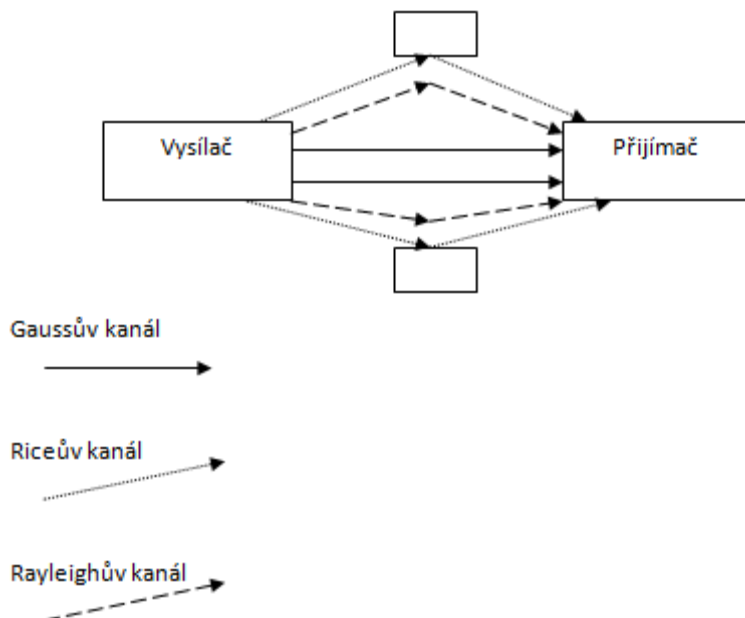 Vysílač
Přijímač
Gaussův kanál
Riceův kanál
Rayleighův kanál